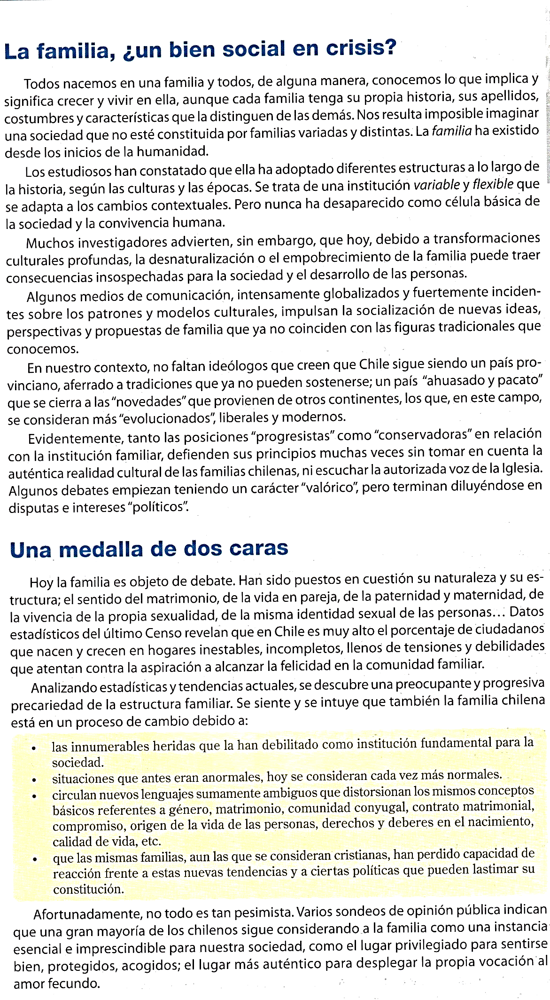 La familia, ¿un bien social en crisis?
Todos nacemos en una familia y todos, de alguna manera, conocemos lo que implica y
significa crecer y vivir en ella, aunque cada familia tenga su propia historia, sus apellidos,
costumbres y características que la distinguen de las demás. Nos resulta imposible imaginar
una sociedad que no esté constituida por familias variadas y distintas. La familia ha existido
desde los inicios de la humanidad.
Los estudiosos han constatado que ella ha adoptado diferentes estructuras a lo largo de
la historia, según las culturas y las épocas. Se trata de una institución variable y flexible que
se adapta a los cambios contextuales. Pero nunca ha desaparecido como célula básica de
la sociedad y la convivencia humana.
Muchos investigadores advierten, sin embargo, que hoy, debido a transformaciones
culturales profundas, la desnaturalización o el empobrecimiento de la familia puede traer
consecuencias insospechadas para la sociedad y el desarrollo de las personas.
Algunos medios de comunicación, intensamente globalizados y fuertemente inciden-
tes sobre los patrones y modelos culturales, impulsan la socialización de nuevas ideas,
perspectivas y propuestas de familia que ya no coinciden con las figuras tradicionales que
conocemos.
En nuestro contexto, no faltan ideólogos que creen que Chile sigue siendo un país pro-
vinciano, aferrado a tradiciones que ya no pueden sostenerse; un país "ahuasado y pacato"
que se cierra a las "novedades" que provienen de otros continentes, los que, en este campo,
se consideran más "evolucionados", liberales y modernos.
Evidentemente, tanto las posiciones "progresistas" como "conservadoras" en relación
con la institución familiar, defienden sus principios muchas veces sin tomar en cuenta la
auténtica realidad cultural de las familias chilenas, ni escuchar la autorizada voz de la Iglesia.
Algunos debates empiezan teniendo un carácter "valórico", pero terminan diluyéndose en
disputas e intereses "políticos".
Una medalla de dos caras
Hoy la familia es objeto de debate. Han sido puestos en cuestión su naturaleza y su es-
tructura; el sentido del matrimonio, de la vida en pareja, de la paternidad y maternidad, de
la vivencia de la propia sexualidad, de la misma identidad sexual de las personas... Datos
estadísticos del último Censo revelan que en Chile es muy alto el porcentaje de ciudadanos
que nacen y crecen en hogares inestables, incompletos, llenos de tensiones y debilidades
que atentan contra la aspiración a alcanzar la felicidad en la comunidad familiar.
Analizando estadísticas y tendencias actuales, se descubre una preocupante y progresiva
precariedad de la estructura familiar. Se siente y se intuye que también la familia chilena
está en un proceso de cambio debido a:
• las innumerables heridas que la han debilitado como institución fundamental para la
sociedad.
• situaciones que antes eran anormales, hoy se consideran cada vez más normales.
• circulan nuevos lenguajes sumamente ambiguos que distorsionan los mismos conceptos
básicos referentes a género, matrimonio, comunidad conyugal, contrato matrimonial,
compromiso, origen de la vida de las personas, derechos y deberes en el nacimiento,
calidad de vida, etc.
• que las mismas familias, aun las que se consideran cristianas, han perdido capacidad de
reacción frente a estas nuevas tendencias y a ciertas políticas que pueden lastimar su
constitución.
Afortunadamente, no todo es tan pesimista. Varios sondeos de opinión pública indican
que una gran mayoría de los chilenos sigue considerando a la familia como una instancia
esencial e imprescindible para nuestra sociedad, como el lugar privilegiado para sentirse
bien, protegidos, acogidos; el lugar más auténtico para desplegar la propia vocación al
amor fecundo.